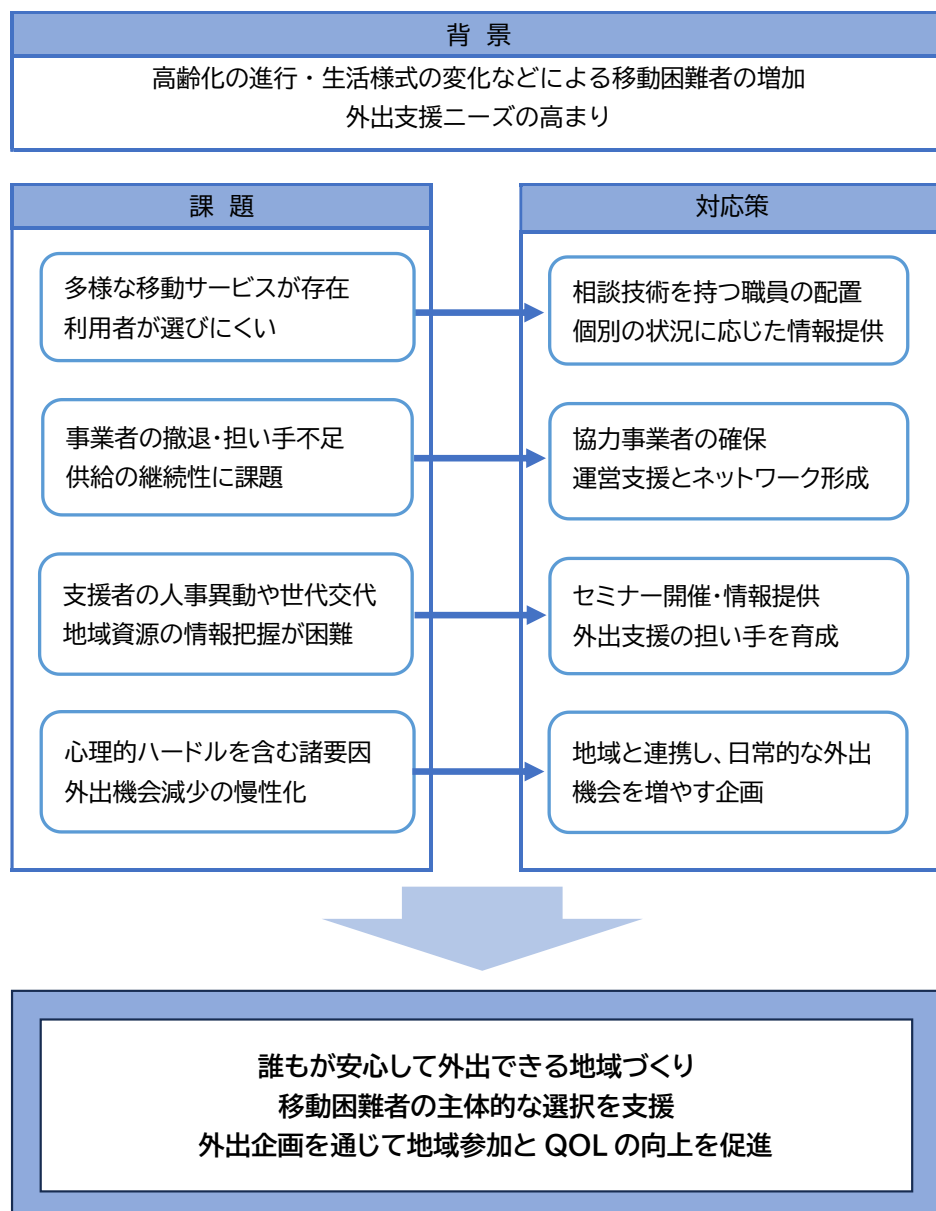 背 景
高齢化の進行・生活様式の変化などによる移動困難者の増加
外出支援ニーズの高まり
課 題
多様な移動サービスが存在
利用者が選びにくい
事業者の撤退・担い手不足
供給の継続性に課題
支援者の人事異動や世代交代
地域資源の情報把握が困難
心理的ハードルを含む諸要因
外出機会減少の慢性化
対応策
相談技術を持つ職員の配置
個別の状況に応じた情報提供
協力事業者の確保
運営支援とネットワーク形成
セミナー開催・情報提供
外出支援の担い手を育成
地域と連携し、日常的な外出
機会を増やす企画
誰もが安心して外出できる地域づくり
移動困難者の主体的な選択を支援
外出企画を通じて地域参加と QOL の向上を促進